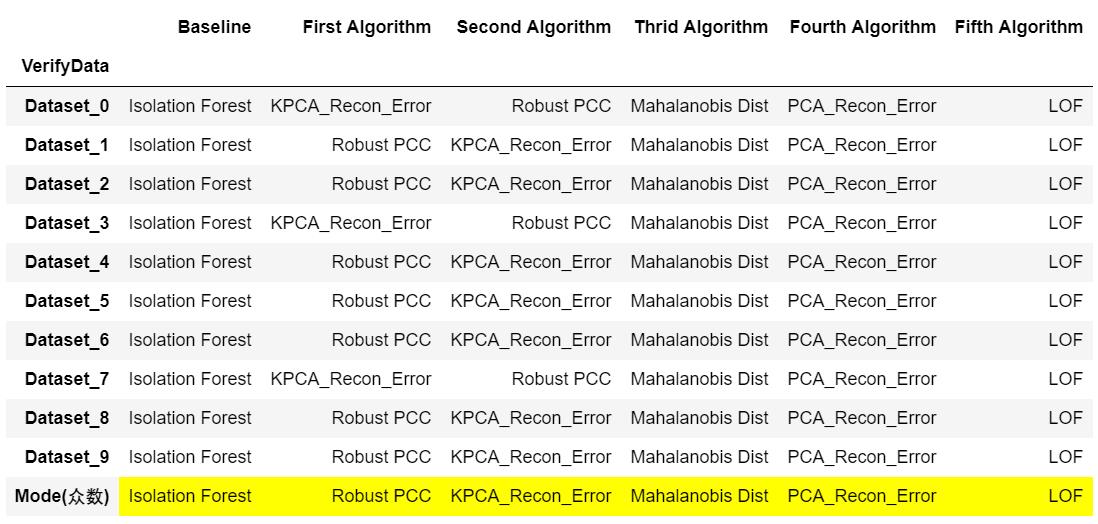 Baseline First Algorithm Second Algorithm Thrid Algorithm Fourth Algorithm Fifth Algorithm
VerifyData
Dataset_0 Isolation Forest KPCA_Recon_Error Robust PCC Mahalanobis Dist PCA_Recon_Error LOF
Dataset_1 Isolation Forest Robust PCC KPCA_Recon_Error Mahalanobis Dist PCA_Recon_Error LOF
Dataset_2 Isolation Forest Robust PCC KPCA_Recon_Error Mahalanobis Dist PCA_Recon_Error LOF
Dataset_3 Isolation Forest KPCA_Recon_Error Robust PCC Mahalanobis Dist PCA_Recon_Error LOF
Dataset_4 Isolation Forest Robust PCC KPCA_Recon_Error Mahalanobis Dist PCA_Recon_Error LOF
Dataset_5 Isolation Forest Robust PCC KPCA_Recon_Error Mahalanobis Dist PCA_Recon_Error LOF
Dataset_6 Isolation Forest Robust PCC KPCA_Recon_Error Mahalanobis Dist PCA_Recon_Error LOF
Dataset_7 Isolation Forest KPCA_Recon_Error Robust PCC Mahalanobis Dist PCA_Recon_Error LOF
Dataset_8 Isolation Forest Robust PCC KPCA_Recon_Error Mahalanobis Dist PCA_Recon_Error LOF
Dataset_9 Isolation Forest Robust PCC KPCA_Recon_Error Mahalanobis Dist PCA_Recon_Error LOF
Mode(众数) Isolation Forest Robust PCC KPCA_Recon_Error Mahalanobis Dist PCA_Recon_Error LOF